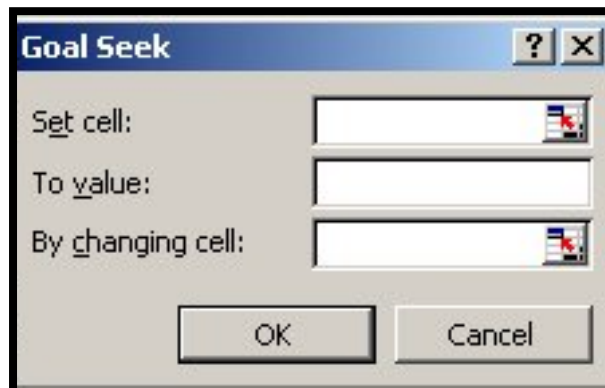 Goal Seek ? X
Set cell:
To value:
By changing cell:
OK Cancel